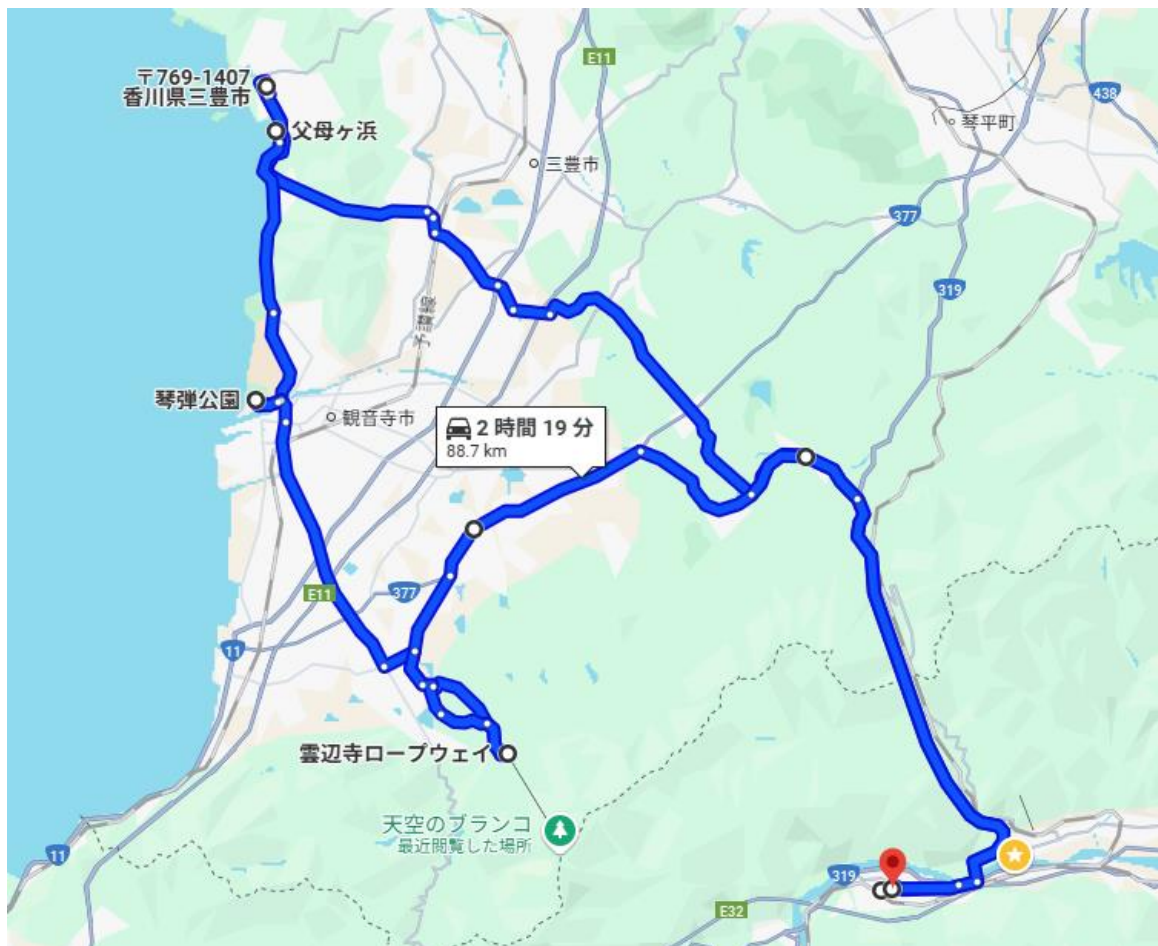 E11
〒769-1407
香川県三豊市
438
琴平町
父母ヶ浜
三豊市
377
319
予讃線
琴弾公園
観音寺市
2 時間 19 分
88.7 km
E11
377
11
雲辺寺ロープウェイ
天空のブランコ
最近閲覧した場所
11
319
E32